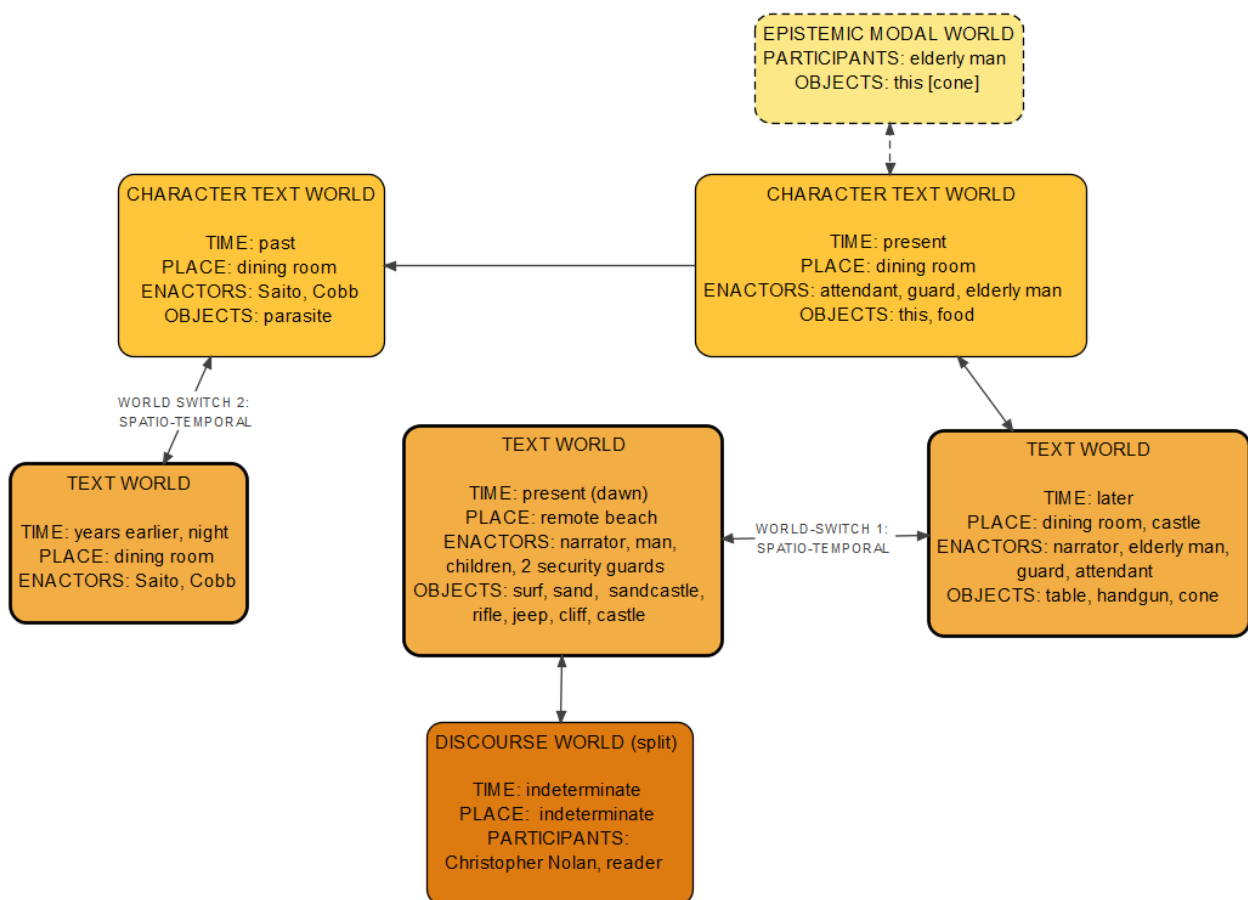 EPISTEMIC MODAL WORLD
PARTICIPANTS: elderly man
OBJECTS: this [cone]
CHARACTER TEXT WORLD
TIME: past
PLACE: dining room
ENACTORS: Saito, Cobb
OBJECTS: parasite
CHARACTER TEXT WORLD
TIME: present
PLACE: dining room
ENACTORS: attendant, guard, elderly man
OBJECTS: this, food
WORLD SWITCH 2:
SPATIO-TEMPORAL
TEXT WORLD
TIME: years earlier, night
PLACE: dining room
ENACTORS: Saito, Cobb
TEXT WORLD
TIME: present (dawn)
PLACE: remote beach
ENACTORS: narrator, man,
children, 2 security guards
OBJECTS: surf, sand, sandcastle,
rifle, jeep, cliff, castle
WORLD-SWITCH 1:
SPATIO-TEMPORAL
TEXT WORLD
TIME: later
PLACE: dining room, castle
ENACTORS: narrator, elderly man,
guard, attendant
OBJECTS: table, handgun, cone
DISCOURSE WORLD (split)
TIME: indeterminate
PLACE: indeterminate
PARTICIPANTS:
Christopher Nolan, reader